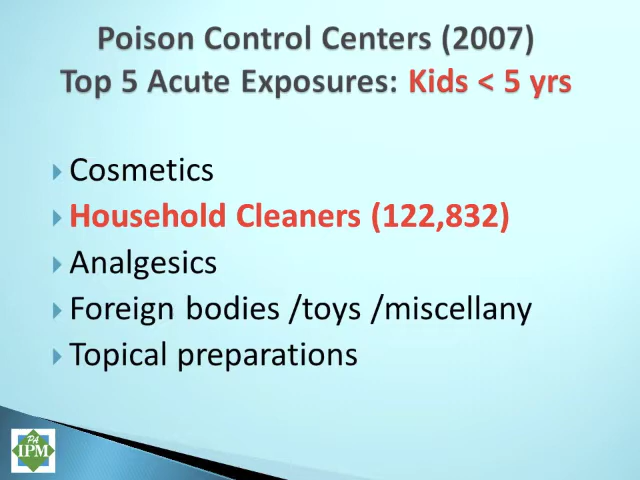 Poison Control Centers (2007)
Top 5 Acute Exposures: Kids < 5 yrs
Cosmetics
Household Cleaners (122,832)
Analgesics
Foreign bodies /toys /miscellany
Topical preparations
PA
IPM